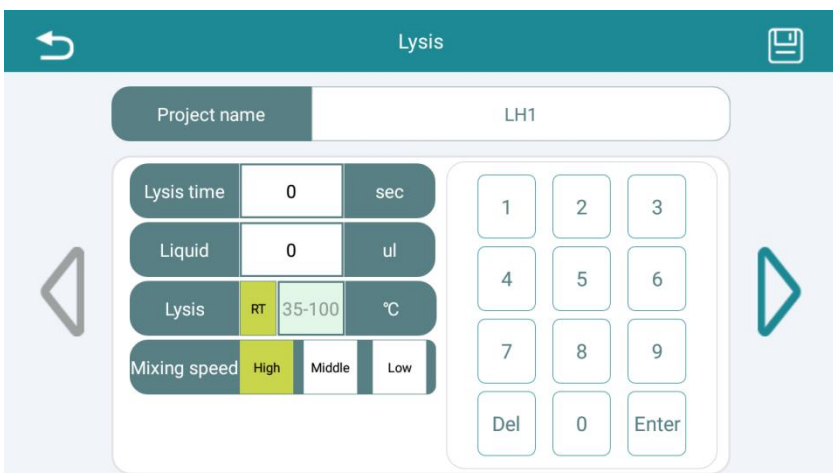 Lysis
Project name LH1
Lysis time 0 sec
Liquid 0 ul
Lysis RT 35-100 °C
Mixing speed High Middle Low
1 2 3
4 5 6
7 8 9
Del 0 Enter